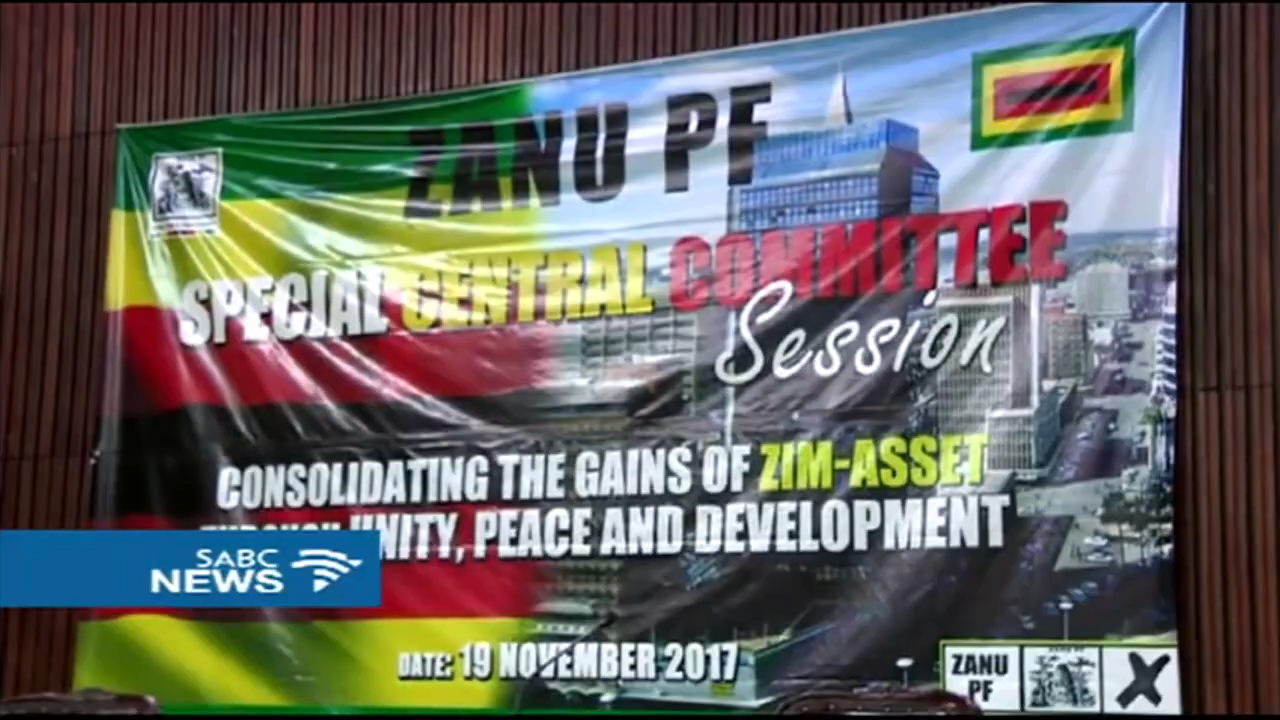 ZANU PF
SPECIAL CENTRAL COMMITTEE
Session
CONSOLIDATING THE GAINS OF ZIM-ASSET
THROUGH UNITY, PEACE AND DEVELOPMENT
SABC
NEWS
DATE: 19 NOVEMBER 2017
ZANU
PF
X